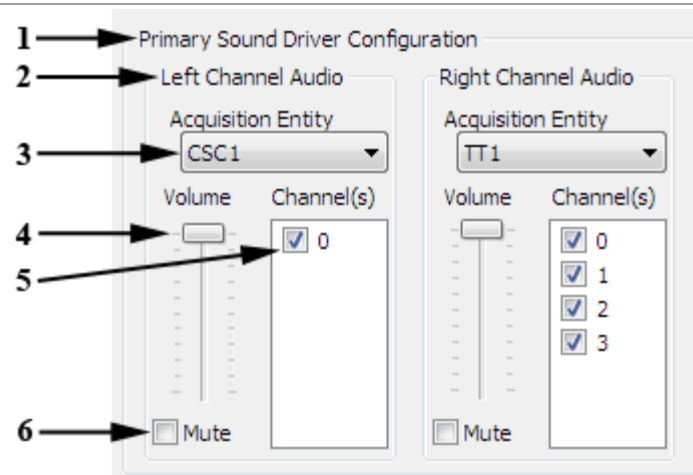 1 Primary Sound Driver Configuration
2 Left Channel Audio Right Channel Audio
Acquisition Entity Acquisition Entity
3 CSC1 TT1
Volume Channel(s) Volume Channel(s)
4 0 0
5 1
2
3
6 Mute Mute